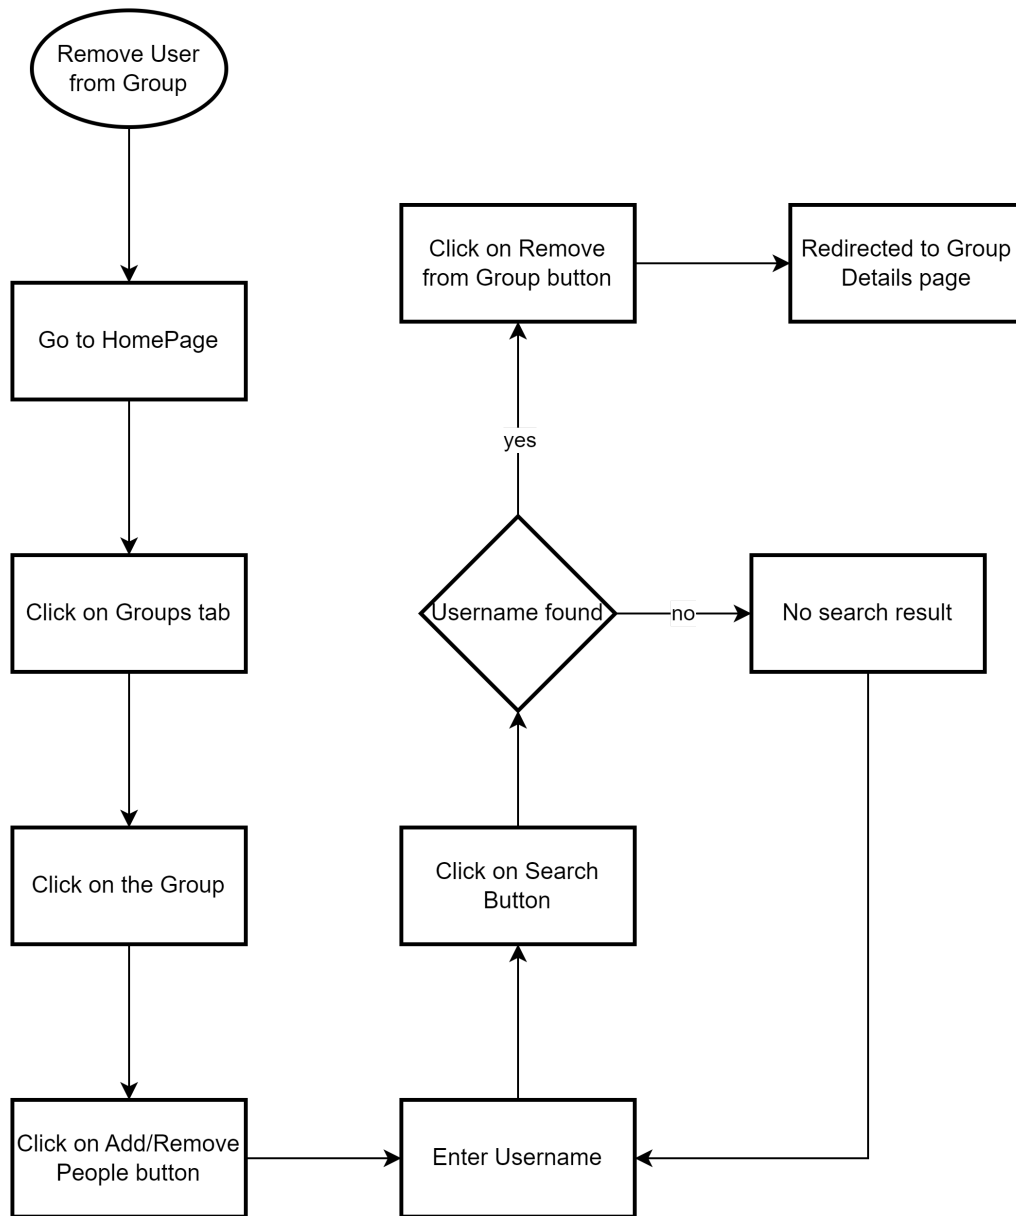 Remove User
from Group
Go to HomePage
Click on Groups tab
Click on the Group
Click on Add/Remove
People button
Enter Username
Click on Search
Button
Username found
yes
no
No search result
Click on Remove
from Group button
Redirected to Group
Details page